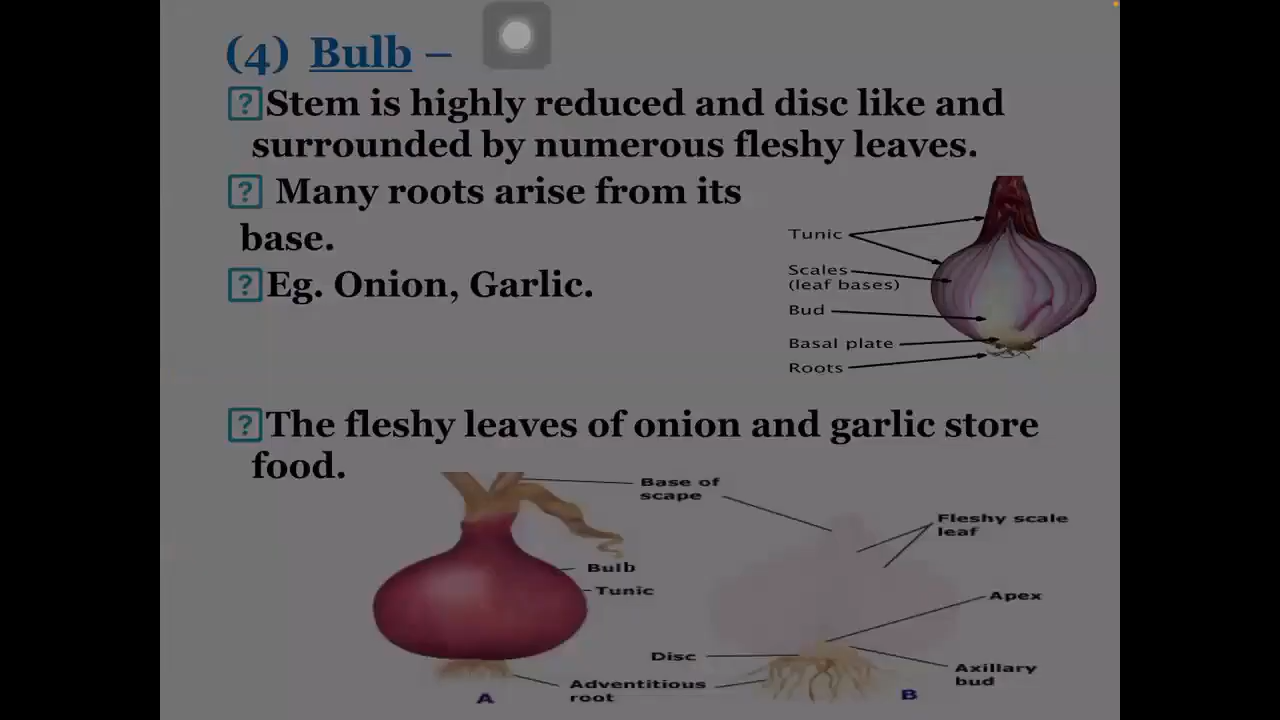 (4) Bulb –
?Stem is highly reduced and disc like and
surrounded by numerous fleshy leaves.
? Many roots arise from its
base.
?Eg. Onion, Garlic.
Tunic
Scales
(leaf bases)
Bud
Basal plate
Roots
?The fleshy leaves of onion and garlic store
food.
Base of
scape
Fleshy scale
leaf
Bulb
Tunic
Apex
Disc
Axillary
bud
Adventitious
root
A
B